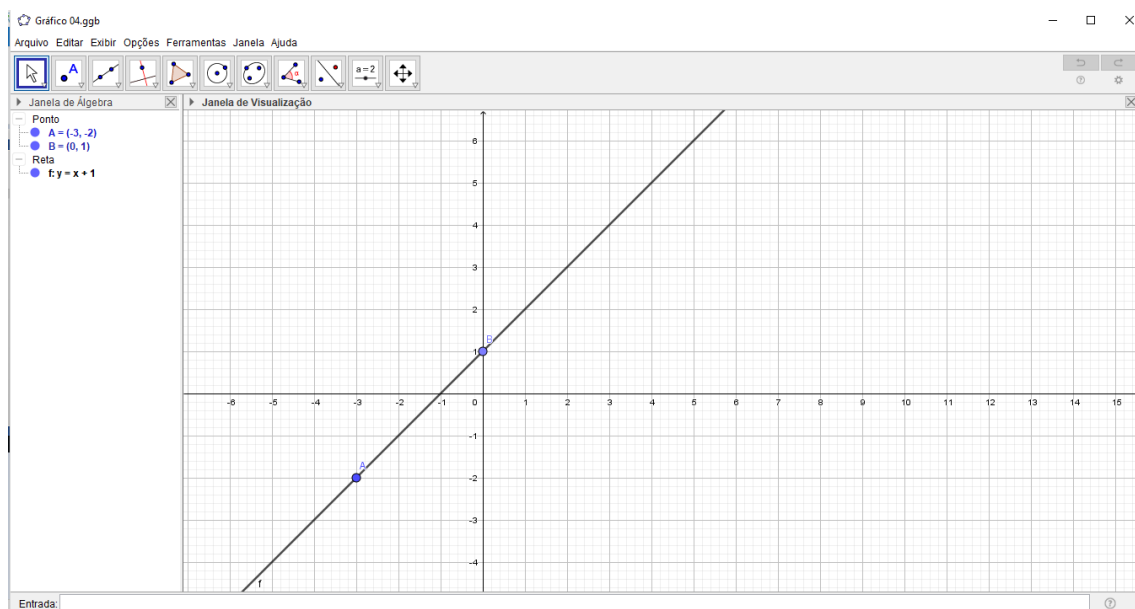 Gráfico 04.ggb
Arquivo Editar Exibir Opções Ferramentas Janela Ajuda
A
α
a=2
Janela de Álgebra
Janela de Visualização
Ponto
A = (-3, -2)
B = (0, 1)
Reta
f: y = x + 1
6
5
4
3
2
1
B
-6 -5 -4 -3 -2 -1 0 1 2 3 4 5 6 7 8 9 10 11 12 13 14 15
-1
A
-2
-3
-4
f
Entrada: